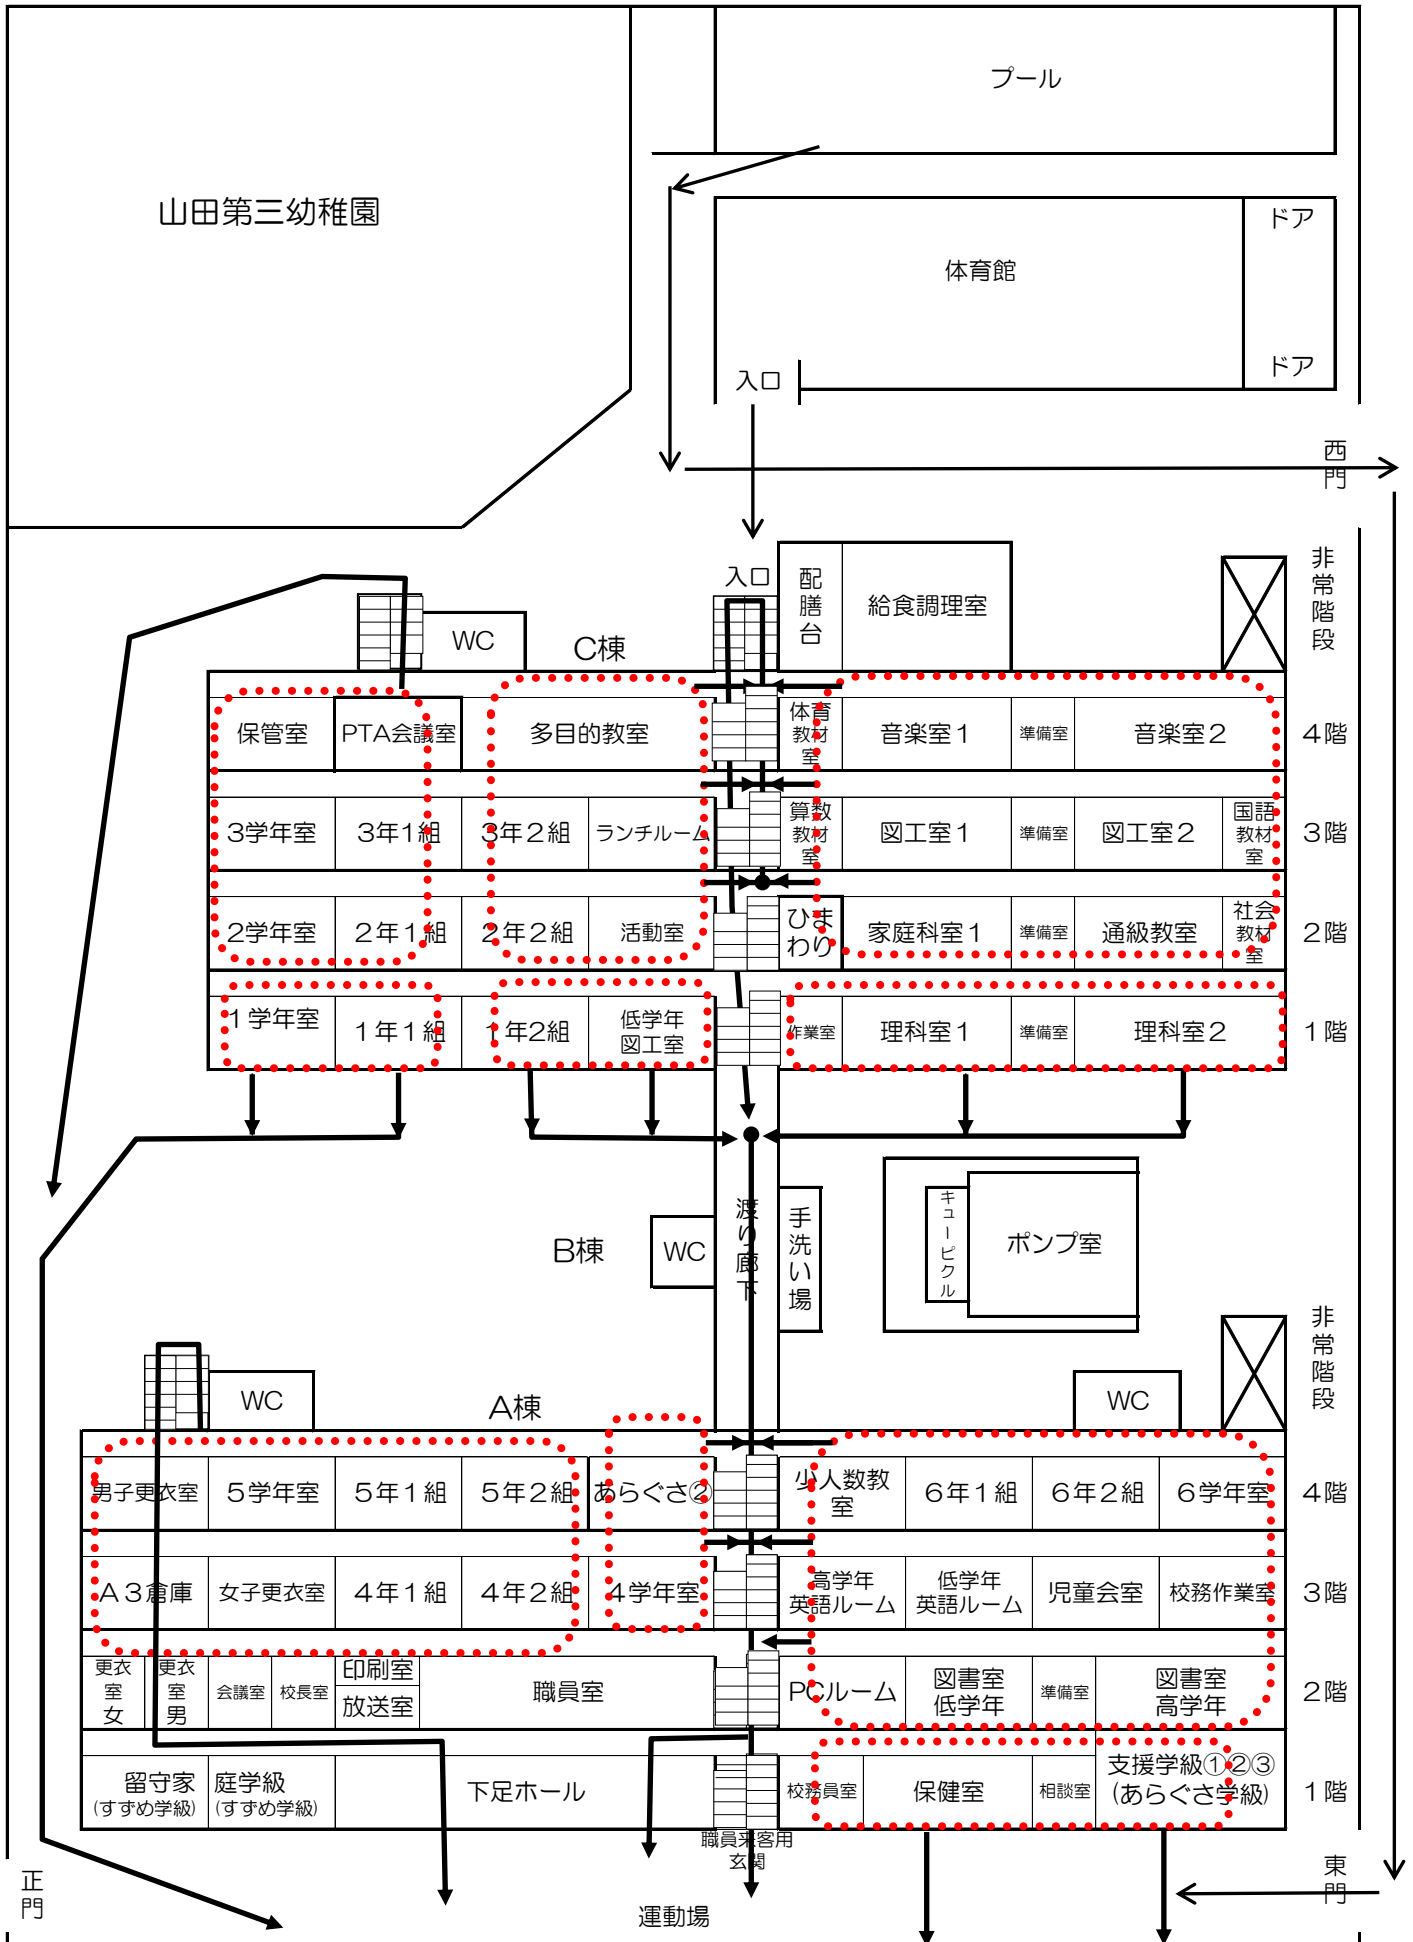 プール
山田第三幼稚園
ドア
体育館
ドア
入口
西門
非常階段
入口
配膳台
給食調理室
WC
C棟
保管室
PTA会議室
多目的教室
体育
教材
室
音楽室1
準備室
音楽室2
4階
3学年室
3年1組
3年2組
ランチルーム
算数
教材
室
図工室1
準備室
図工室2
国語
教材
室
3階
2学年室
2年1組
2年2組
活動室
ひま
わり
家庭科室1
準備室
通級教室
社会
教材
室
2階
1学年室
1年1組
1年2組
低学年
図工室
作業室
理科室1
準備室
理科室2
1階
B棟
WC
渡り廊下
手洗い場
キュービクル
ポンプ室
非常階段
WC
A棟
WC
男子更衣室
5学年室
5年1組
5年2組
あらぐさ②
少人数教
室
6年1組
6年2組
6学年室
4階
A3倉庫
女子更衣室
4年1組
4年2組
4学年室
高学年
英語ルーム
低学年
英語ルーム
児童会室
校務作業室
3階
更衣
室
女
更衣
室
男
会議室
校長室
印刷室
放送室
職員室
PCルーム
図書室
低学年
準備室
図書室
高学年
2階
留守家
(すずめ学級)
庭学級
(すずめ学級)
下足ホール
校務員室
保健室
相談室
支援学級①②③
(あらぐさ学級)
1階
職員来客用
玄関
正門
東門
運動場